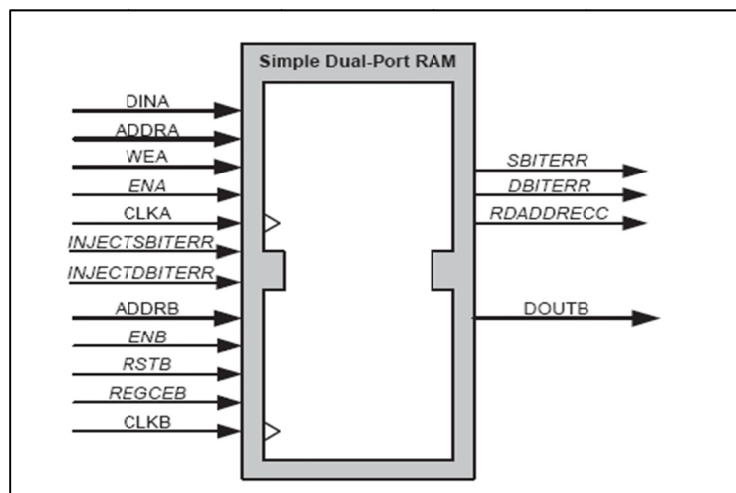 Simple Dual-Port RAM
DINA
ADDRA
WEA
ENA
CLKA
INJECTSBITERR
INJECTDBITERR
ADDRB
ENB
RSTB
REGCEB
CLKB
SBITERR
DBITERR
RDADDRECC
DOUTB